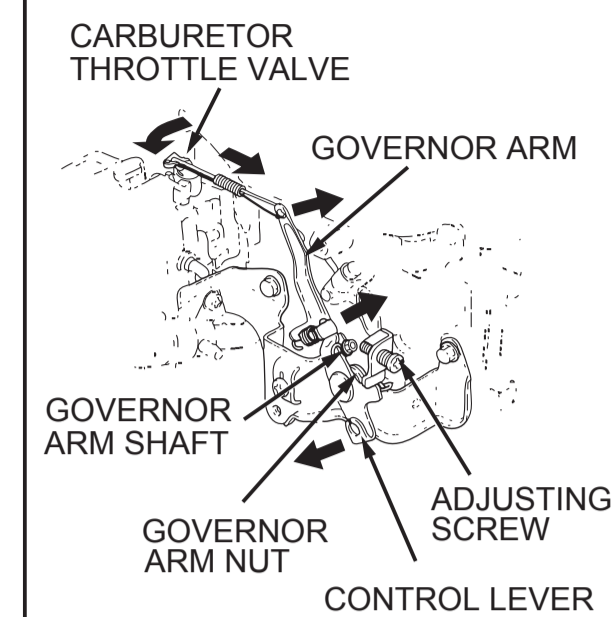 CARBURETOR
THROTTLE VALVE
GOVERNOR ARM
GOVERNOR
ARM SHAFT
GOVERNOR
ARM NUT
ADJUSTING
SCREW
CONTROL LEVER